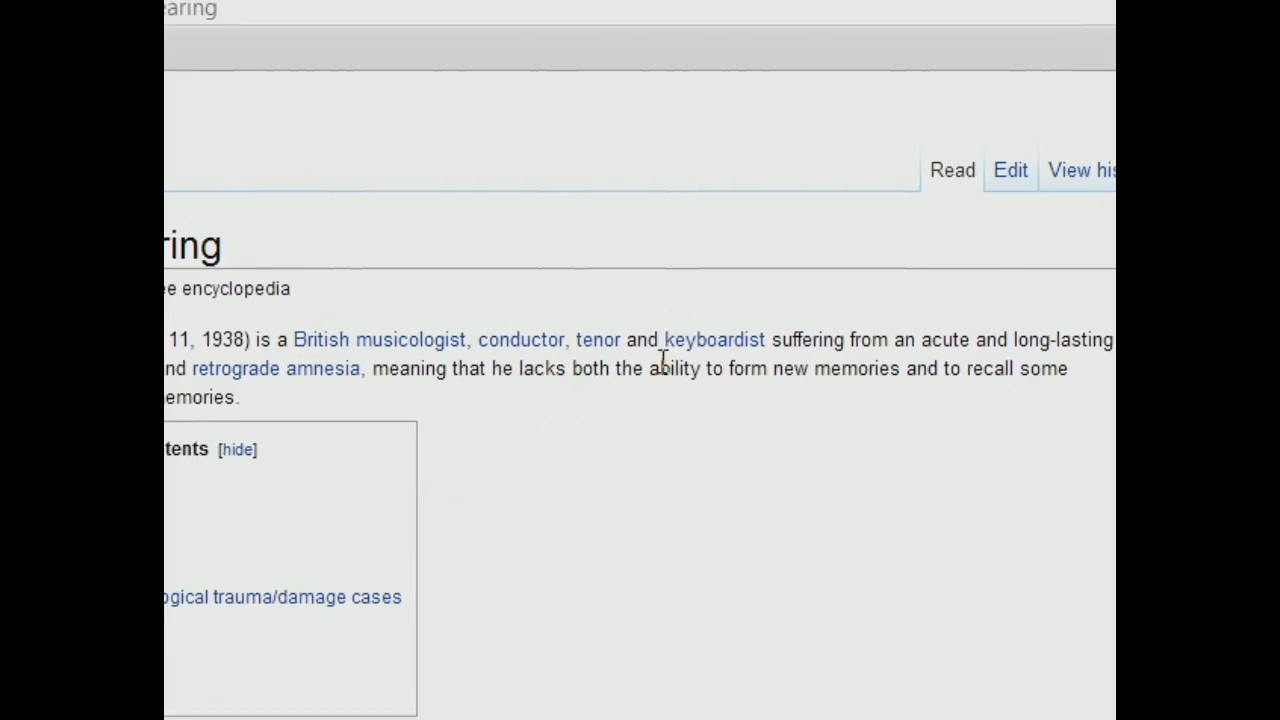 earing
Read Edit View his
ring
ee encyclopedia
11, 1938) is a British musicologist, conductor, tenor and keyboardist suffering from an acute and long-lasting
nd retrograde amnesia, meaning that he lacks both the ability to form new memories and to recall some
emories.
tents [hide]
ogical trauma/damage cases